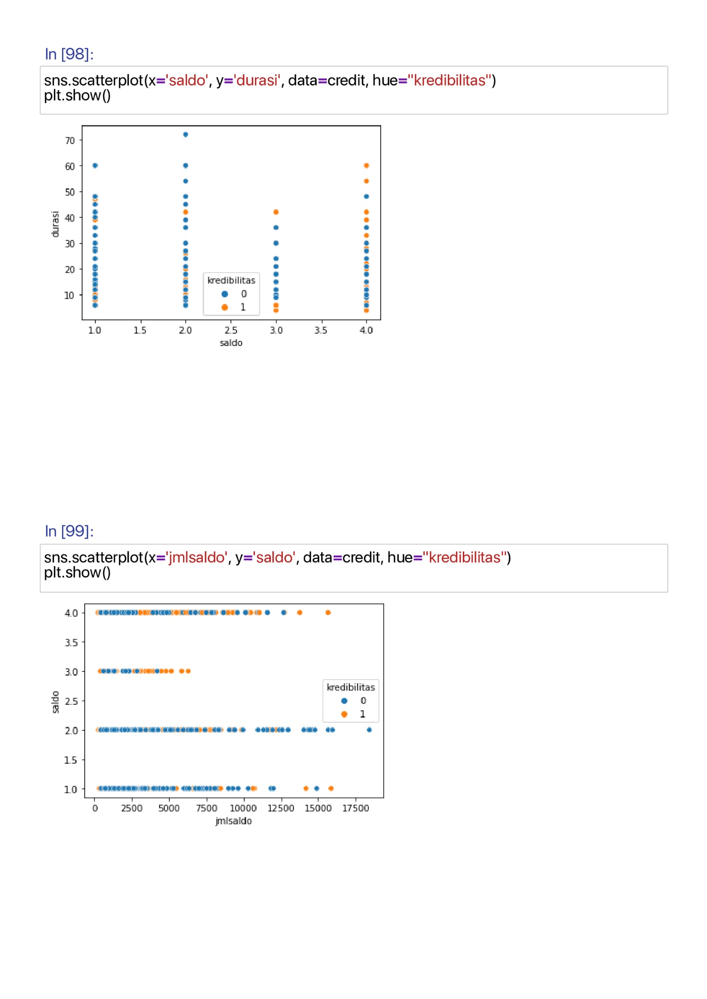 In [98]:
sns.scatterplot(x='saldo', y='durasi', data=credit, hue="kredibilitas")
plt.show()
70
60
50
40
30
20
10
durasi
kredibilitas
0
1
1.0 1.5 2.0 2.5 3.0 3.5 4.0
saldo
In [99]:
sns.scatterplot(x='jmlsaldo', y='saldo', data=credit, hue="kredibilitas")
plt.show()
4.0
3.5
3.0
2.5
2.0
1.5
1.0
saldo
kredibilitas
0
1
0 2500 5000 7500 10000 12500 15000 17500
jmlsaldo